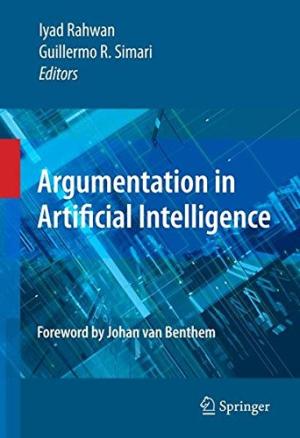 Iyad Rahwan
Guillermo R. Simari
Editors
Argumentation in
Artificial Intelligence
Foreword by Johan van Benthem
Springer